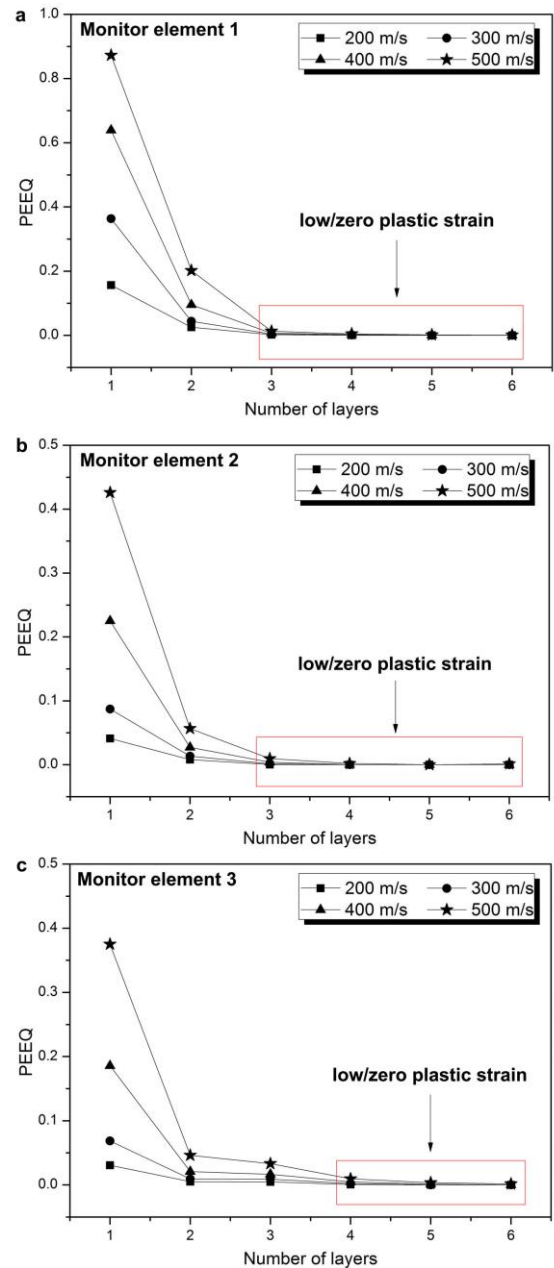 a
Monitor element 1
200 m/s 300 m/s
400 m/s 500 m/s
1.0
0.8
0.6
0.4
0.2
0.0
PEEQ
low/zero plastic strain
1 2 3 4 5 6
Number of layers
b
Monitor element 2
200 m/s 300 m/s
400 m/s 500 m/s
0.5
0.4
0.3
0.2
0.1
0.0
PEEQ
low/zero plastic strain
1 2 3 4 5 6
Number of layers
c
Monitor element 3
200 m/s 300 m/s
400 m/s 500 m/s
0.5
0.4
0.3
0.2
0.1
0.0
PEEQ
low/zero plastic strain
1 2 3 4 5 6
Number of layers